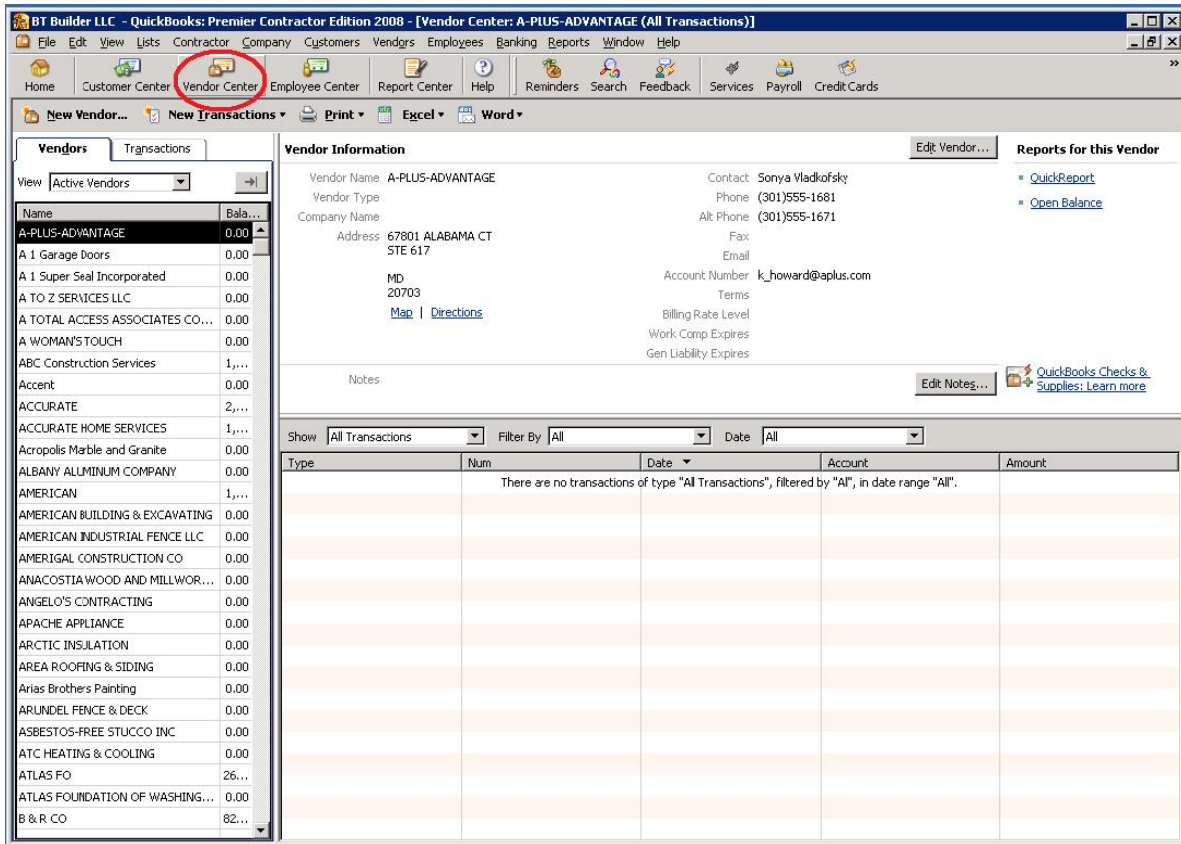 BT Builder LLC - QuickBooks: Premier Contractor Edition 2008 - [Vendor Center: A-PLUS-ADVANTAGE (All Transactions)]
File Edt View Lists Contractor Company Customers Vendors Employees Banking Reports Window Help
Home Customer Center Vendor Center Employee Center Report Center Help Reminders Search Feedback Services Payroll Credit Cards »
New Vendor... New Transactions Print Excel Word
Vendors Transactions
View Active Vendors
Name Bala...
A-PLUS-ADVANTAGE 0.00
A 1 Garage Doors 0.00
A 1 Super Seal Incorporated 0.00
A TO Z SERVICES LLC 0.00
A TOTAL ACCESS ASSOCIATES CO... 0.00
A WOMAN'S TOUCH 0.00
ABC Construction Services 1,...
Accent 0.00
ACCURATE 2,...
ACCURATE HOME SERVICES 1,...
Acropolis Marble and Granite 0.00
ALBANY ALUMINUM COMPANY 0.00
AMERICAN 1,...
AMERICAN BUILDING & EXCAVATING 0.00
AMERICAN INDUSTRIAL FENCE LLC 0.00
AMERIGAL CONSTRUCTION CO 0.00
ANACOSTIA WOOD AND MILLWOR... 0.00
ANGELO'S CONTRACTING 0.00
APACHE APPLIANCE 0.00
ARCTIC INSULATION 0.00
AREA ROOFING & SIDING 0.00
Arias Brothers Painting 0.00
ARUNDEL FENCE & DECK 0.00
ASBESTOS-FREE STUCCO INC 0.00
ATC HEATING & COOLING 0.00
ATLAS FO 26...
ATLAS FOUNDATION OF WASHING... 0.00
B & R CO 82...
Vendor Information Edit Vendor...
Vendor Name A-PLUS-ADVANTAGE
Vendor Type
Company Name
Address 67801 ALABAMA CT
STE 617
MD
20703
Map | Directions
Contact Sonya Vladkofsky
Phone (301)555-1681
Alt Phone (301)555-1671
Fax
Email
Account Number k_howard@aplus.com
Terms
Billing Rate Level
Work Comp Expires
Gen Liability Expires
Notes Edit Notes...
Reports for this Vendor
QuickReport
Open Balance
QuickBooks Checks &
Supplies: Learn more
Show All Transactions Filter By All Date All
Type Num Date Account Amount
There are no transactions of type "All Transactions", filtered by "All", in date range "All".